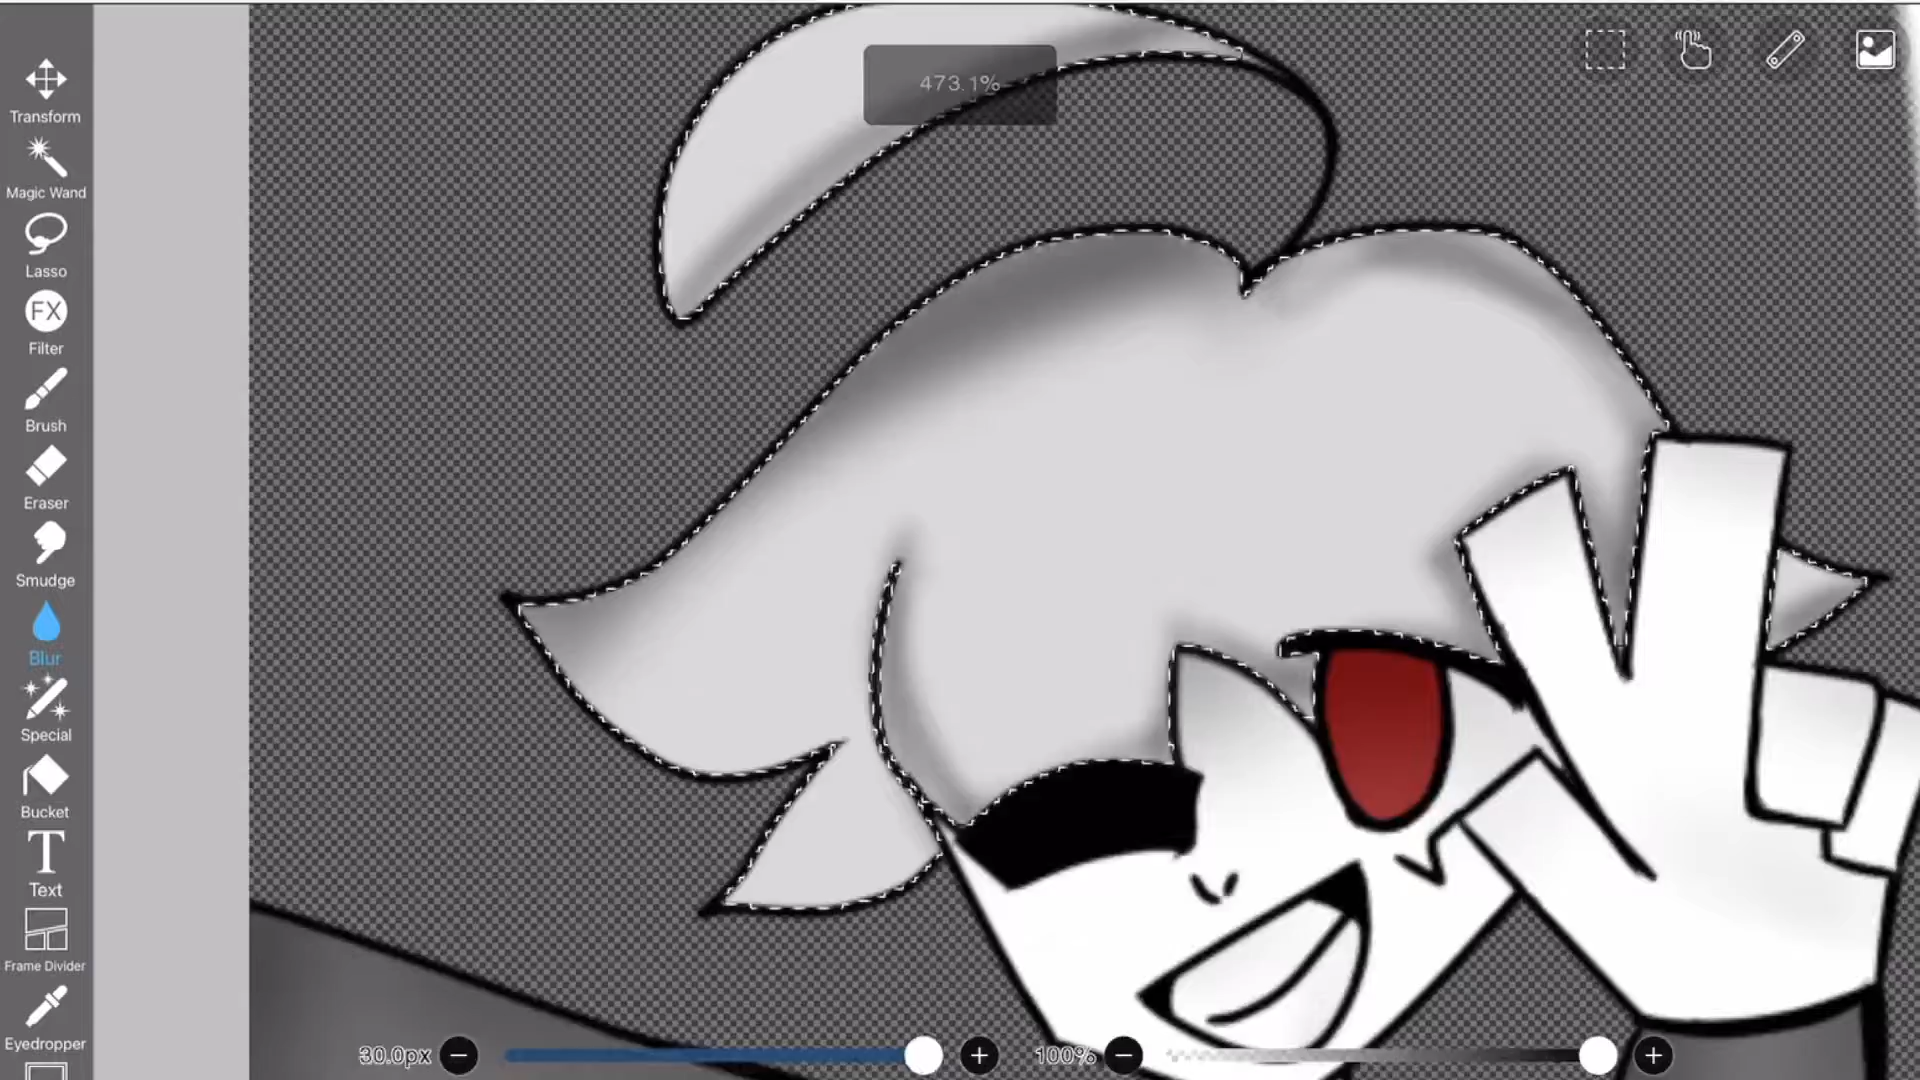 473.1%
Transform
Magic Wand
Lasso
FX
Filter
Brush
Eraser
Smudge
Blur
Special
Bucket
T
Text
Frame Divider
Eyedropper
30.0px
100%